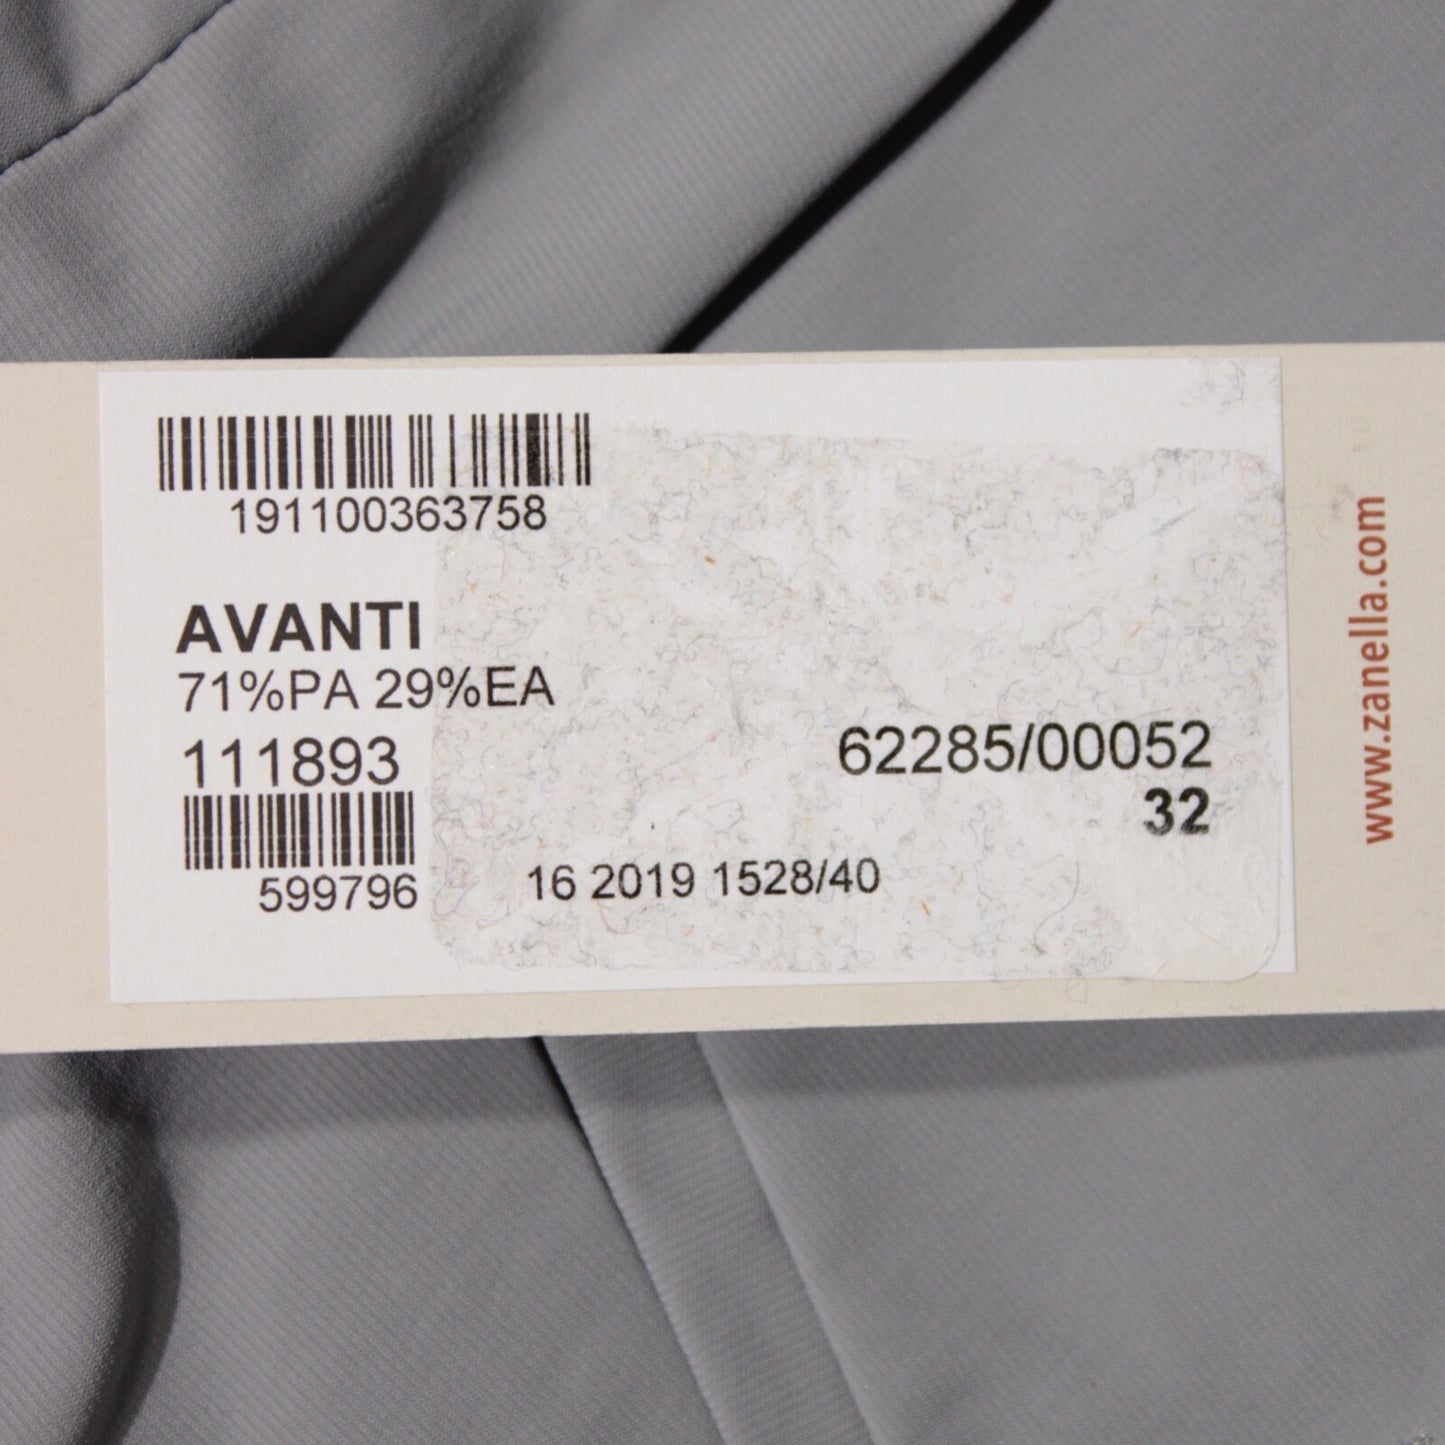 191100363758
AVANTI
71%PA 29%EA
111893
62285/00052
32
599796
16 2019 1528/40
www.zanella.com